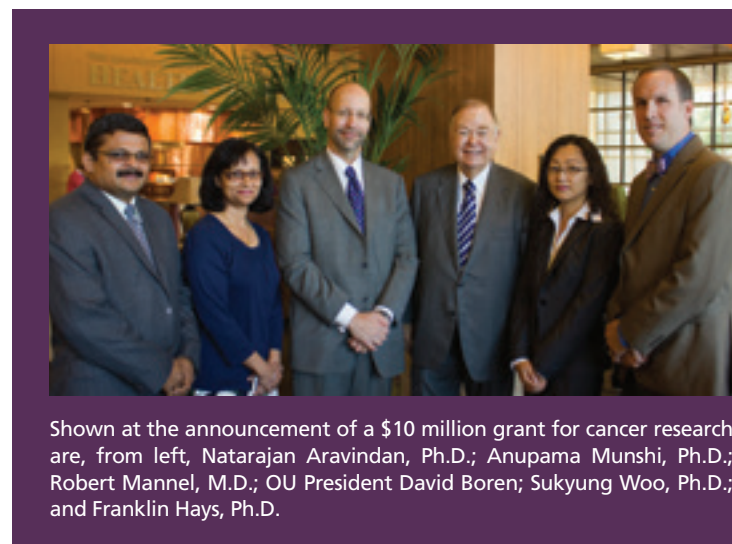 HEALT
Shown at the announcement of a $10 million grant for cancer research
are, from left, Natarajan Aravindan, Ph.D.; Anupama Munshi, Ph.D.;
Robert Mannel, M.D.; OU President David Boren; Sukyung Woo, Ph.D.;
and Franklin Hays, Ph.D.